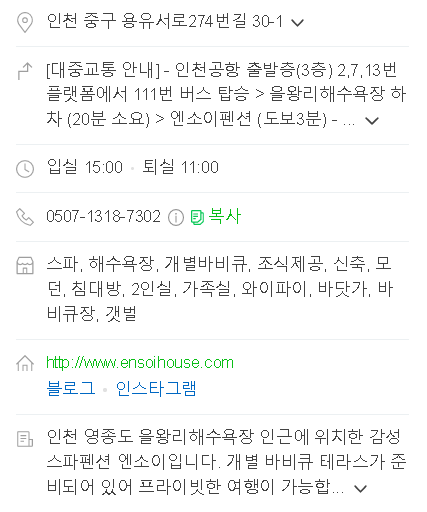 인천 중구 용유서로274번길 30-1
[대중교통 안내] - 인천공항 출발층(3층) 2,7,13번
플랫폼에서 111번 버스 탑승 > 을왕리해수욕장 하
차 (20분 소요) > 엔소이펜션 (도보3분) - ...
입실 15:00 · 퇴실 11:00
0507-1318-7302 복사
스파, 해수욕장, 개별바비큐, 조식제공, 신축, 모
던, 침대방, 2인실, 가족실, 와이파이, 바닷가, 바
비큐장, 갯벌
http://www.ensoihouse.com
블로그 · 인스타그램
인천 영종도 을왕리해수욕장 인근에 위치한 감성
스파펜션 엔소이입니다. 개별 바비큐 테라스가 준
비되어 있어 프라이빗한 여행이 가능합...